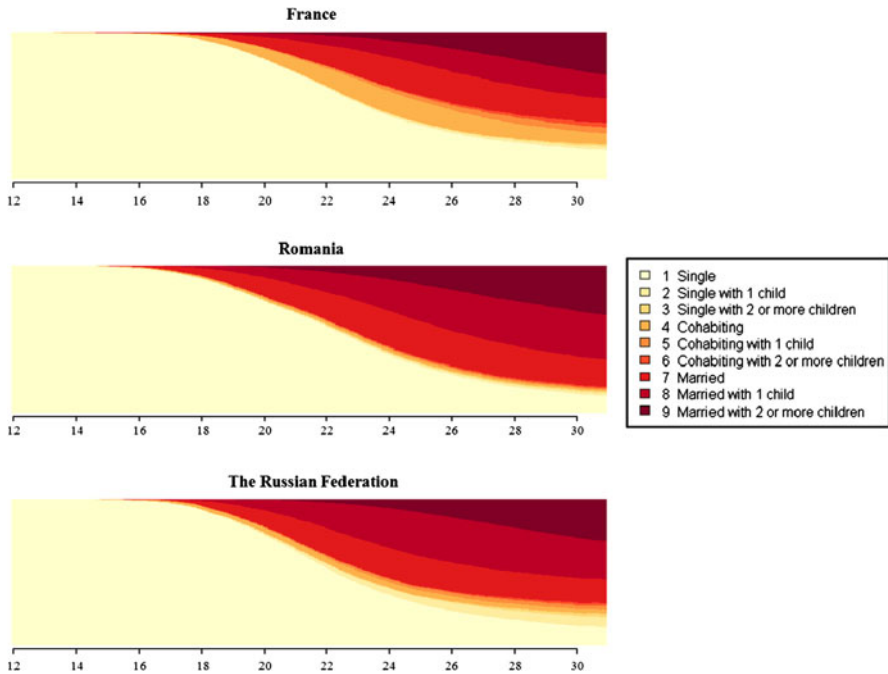 France
12 14 16 18 20 22 24 26 28 30
Romania
12 14 16 18 20 22 24 26 28 30
1 Single
2 Single with 1 child
3 Single with 2 or more children
4 Cohabiting
5 Cohabiting with 1 child
6 Cohabiting with 2 or more children
7 Married
8 Married with 1 child
9 Married with 2 or more children
The Russian Federation
12 14 16 18 20 22 24 26 28 30